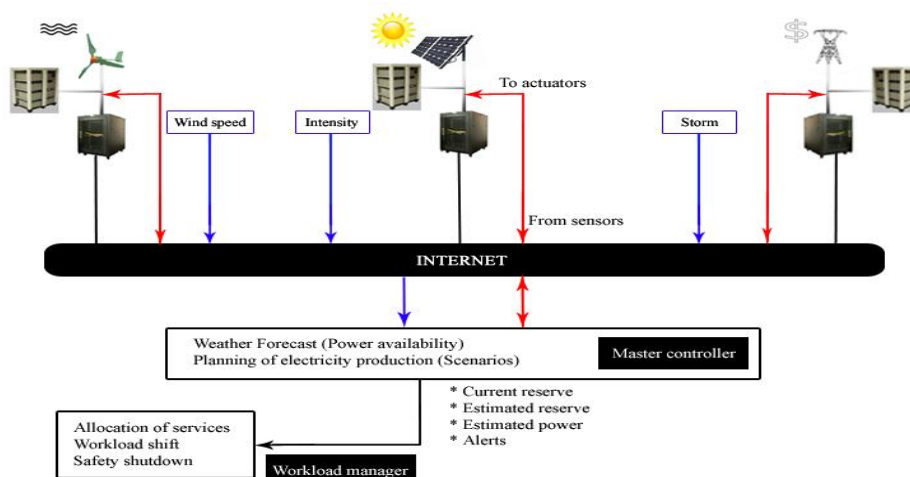 $
To actuators
Wind speed
Intensity
Storm
From sensors
INTERNET
Weather Forecast (Power availability)
Planning of electricity production (Scenarios)
Master controller
* Current reserve
* Estimated reserve
* Estimated power
* Alerts
Allocation of services
Workload shift
Safety shutdown
Workload manager